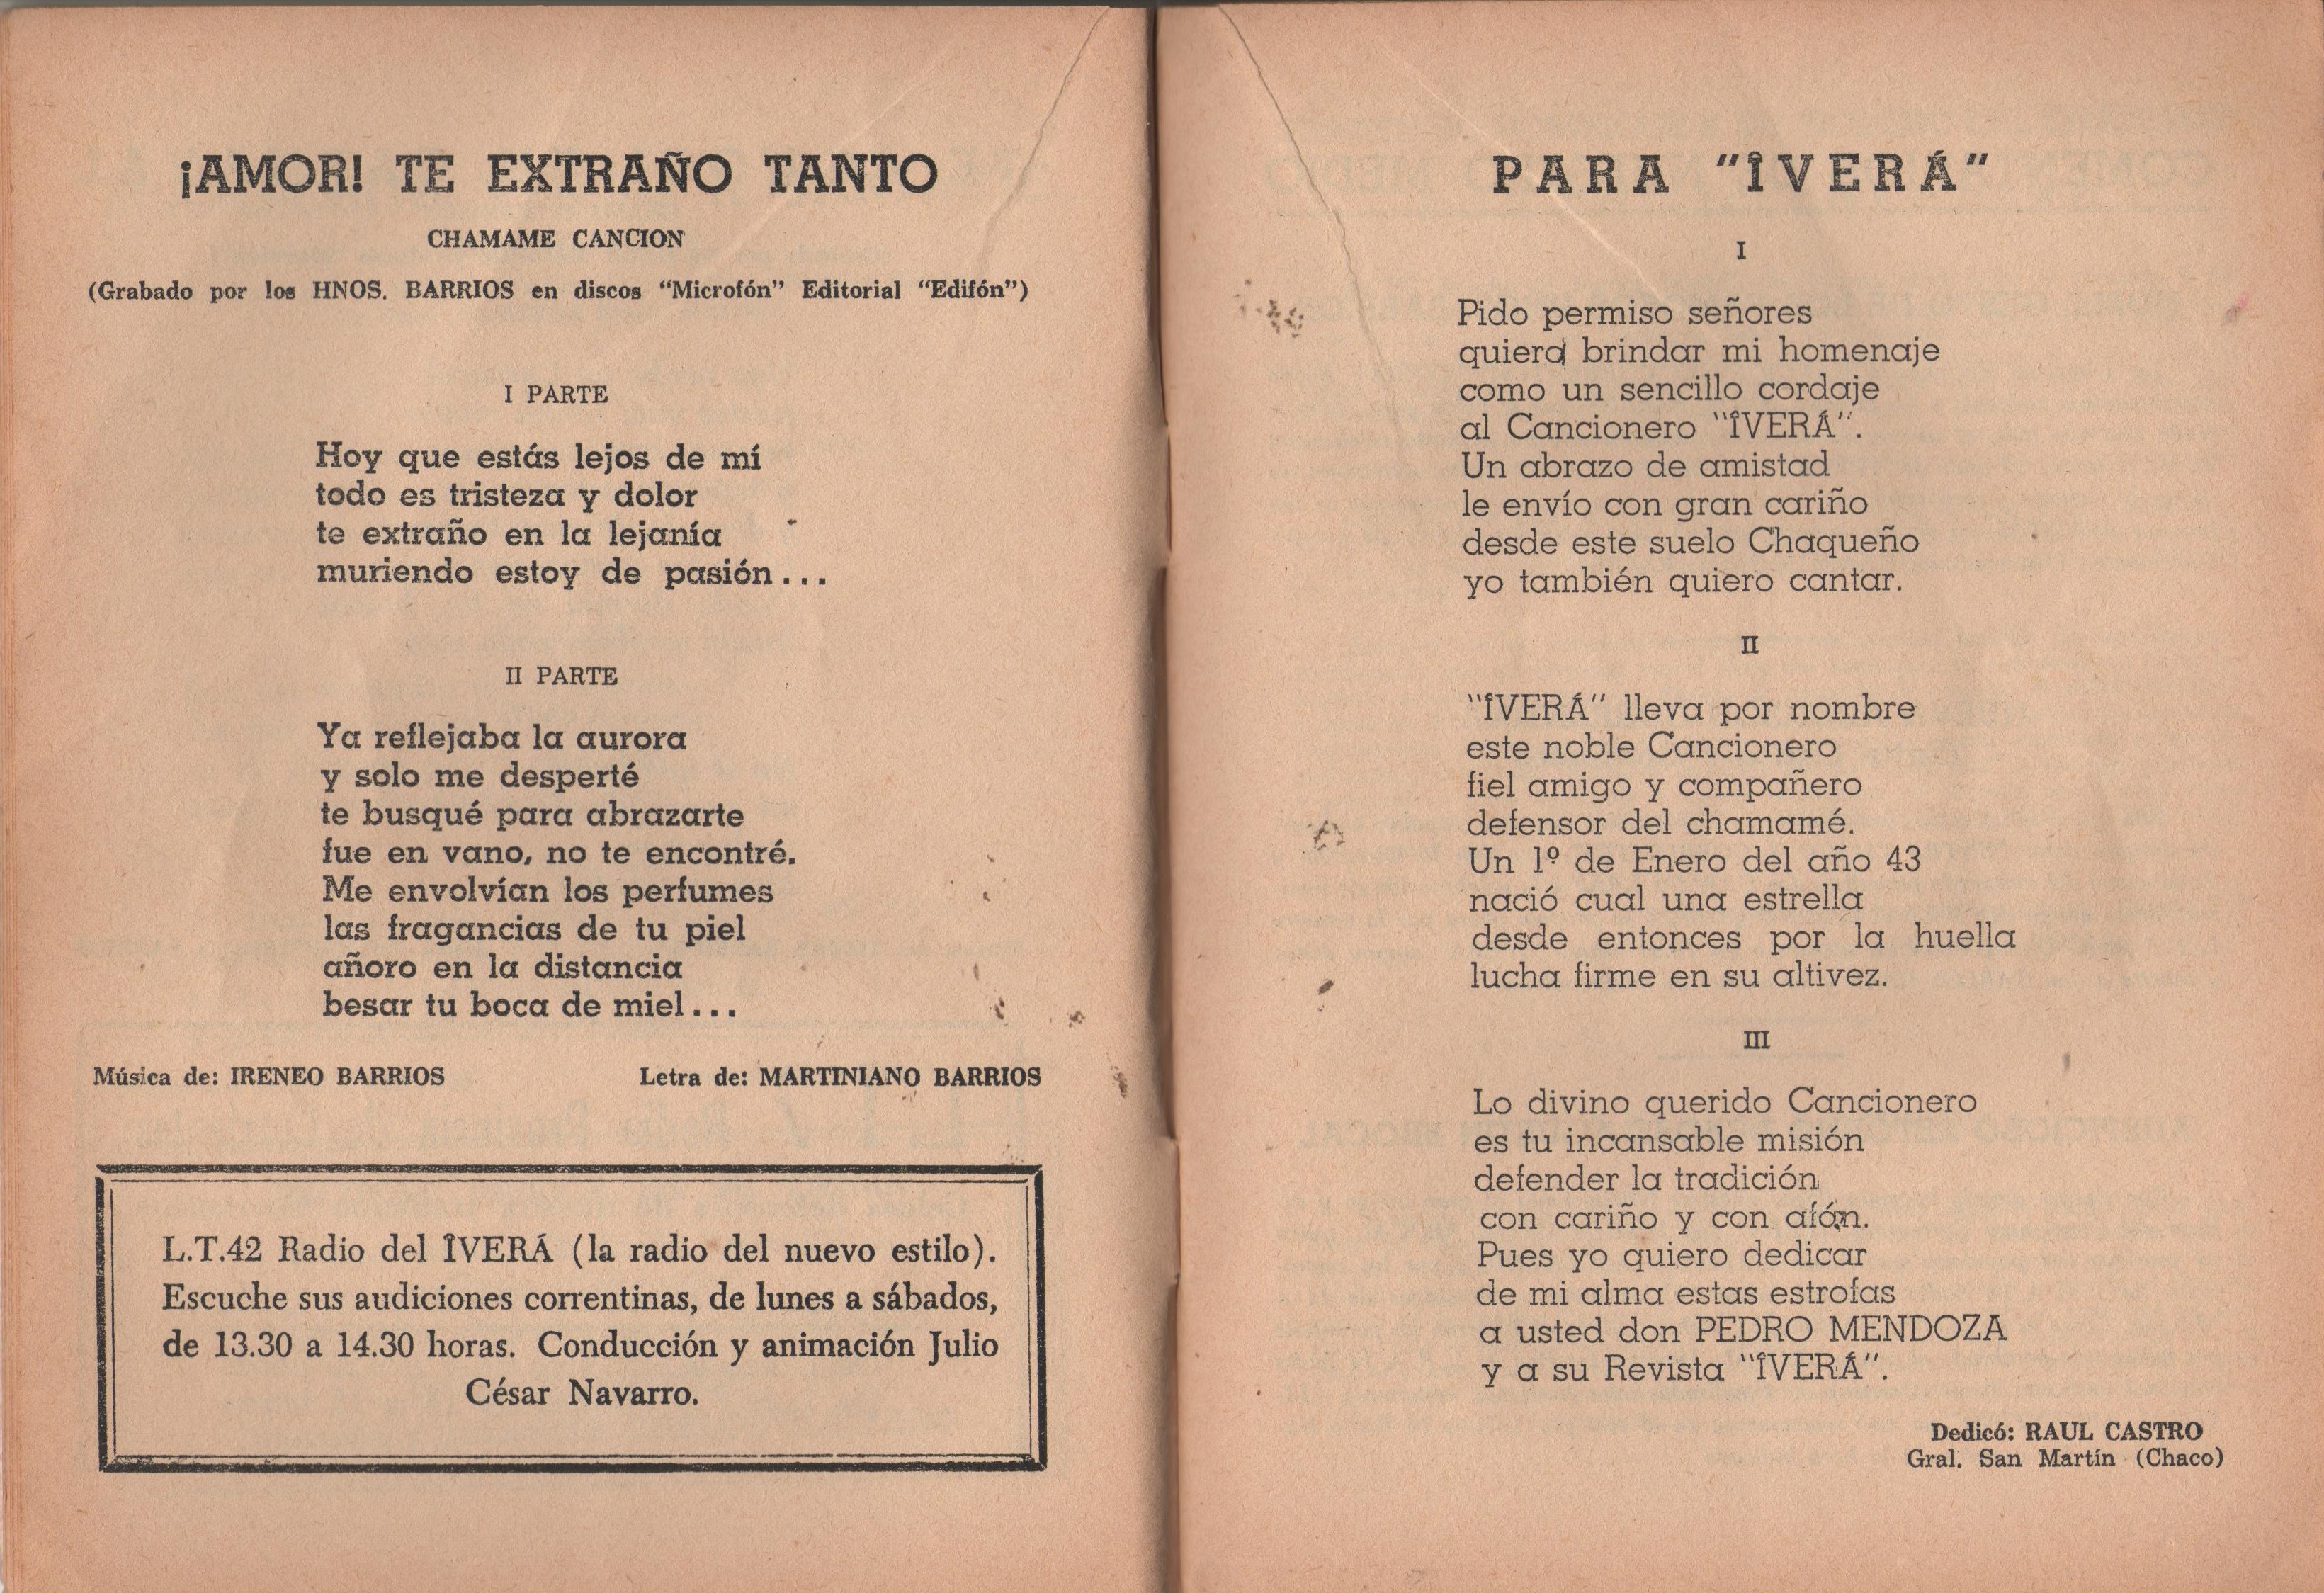 ¡AMOR! TE EXTRAÑO TANTO
CHAMAME CANCION
(Grabado por los HNOS. BARRIOS en discos “Microfón” Editorial “Edifón”)
I PARTE
Hoy que estás lejos de mí
todo es tristeza y dolor
te extraño en la lejanía
muriendo estoy de pasión...
II PARTE
Ya reflejaba la aurora
y solo me desperté
te busqué para abrazarte
fue en vano, no te encontré.
Me envolvían los perfumes
las fragancias de tu piel
añoro en la distancia
besar tu boca de miel...
Música de: IRENEO BARRIOS Letra de: MARTINIANO BARRIOS
L.T.42 Radio del ÎVERÁ (la radio del nuevo estilo).
Escuche sus audiciones correntinas, de lunes a sábados,
de 13.30 a 14.30 horas. Conducción y animación Julio
César Navarro.
PARA "ÎVERÁ"
I
Pido permiso señores
quiero brindar mi homenaje
como un sencillo cordaje
al Cancionero "ÎVERÁ".
Un abrazo de amistad
le envío con gran cariño
desde este suelo Chaqueño
yo también quiero cantar.
II
"ÎVERÁ" lleva por nombre
este noble Cancionero
fiel amigo y compañero
defensor del chamamé.
Un 1º de Enero del año 43
nació cual una estrella
desde entonces por la huella
lucha firme en su altivez.
III
Lo divino querido Cancionero
es tu incansable misión
defender la tradición
con cariño y con afán.
Pues yo quiero dedicar
de mi alma estas estrofas
a usted don PEDRO MENDOZA
y a su Revista "ÎVERÁ".
Dedicó: RAUL CASTRO
Gral. San Martín (Chaco)